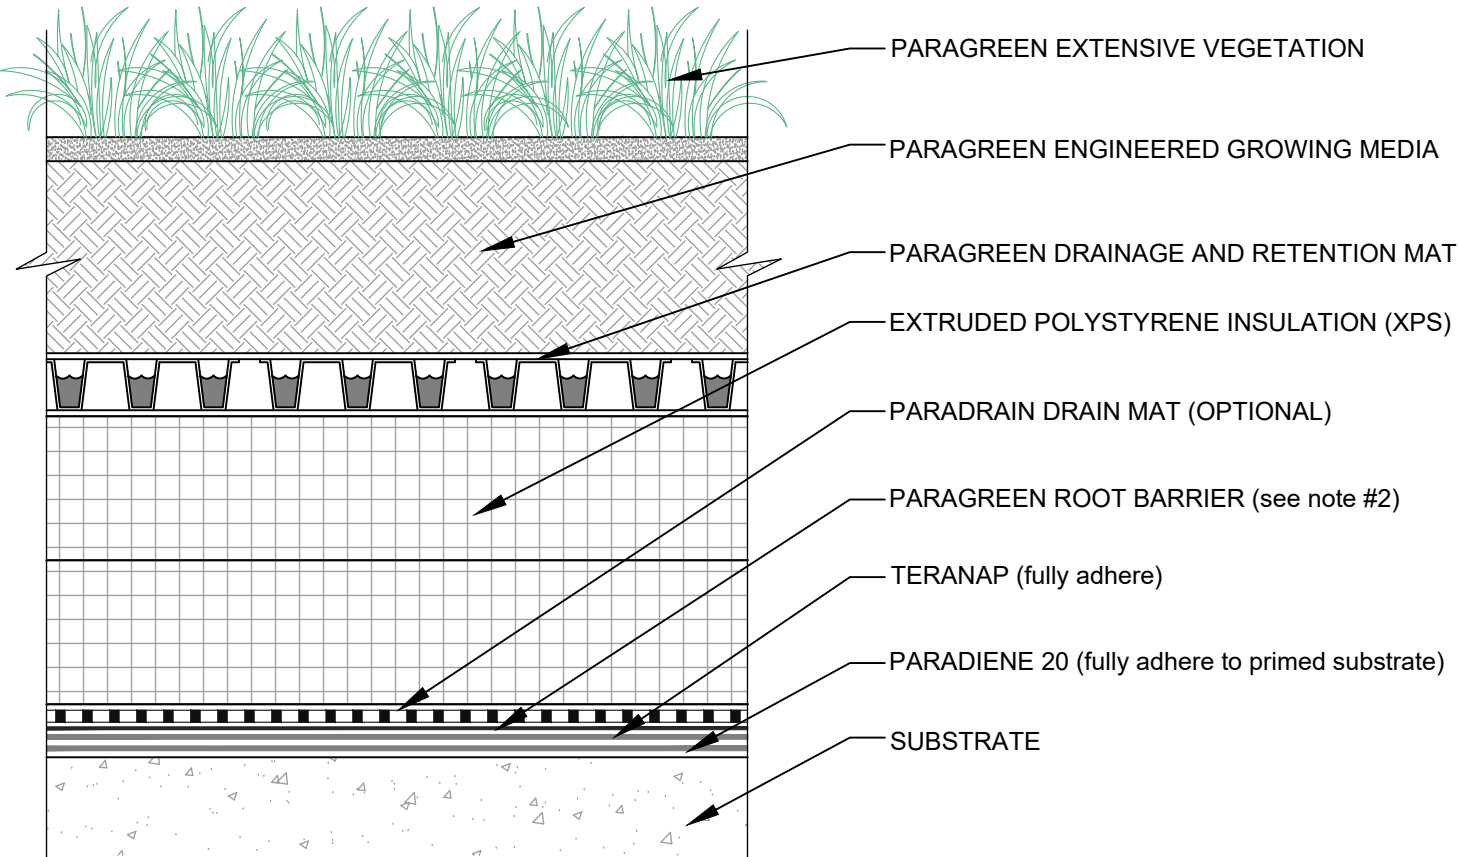 PARAGREEN EXTENSIVE VEGETATION
PARAGREEN ENGINEERED GROWING MEDIA
PARAGREEN DRAINAGE AND RETENTION MAT
EXTRUDED POLYSTYRENE INSULATION (XPS)
PARADRAIN DRAIN MAT (OPTIONAL)
PARAGREEN ROOT BARRIER (see note #2)
TERANAP (fully adhere)
PARADIENE 20 (fully adhere to primed substrate)
SUBSTRATE